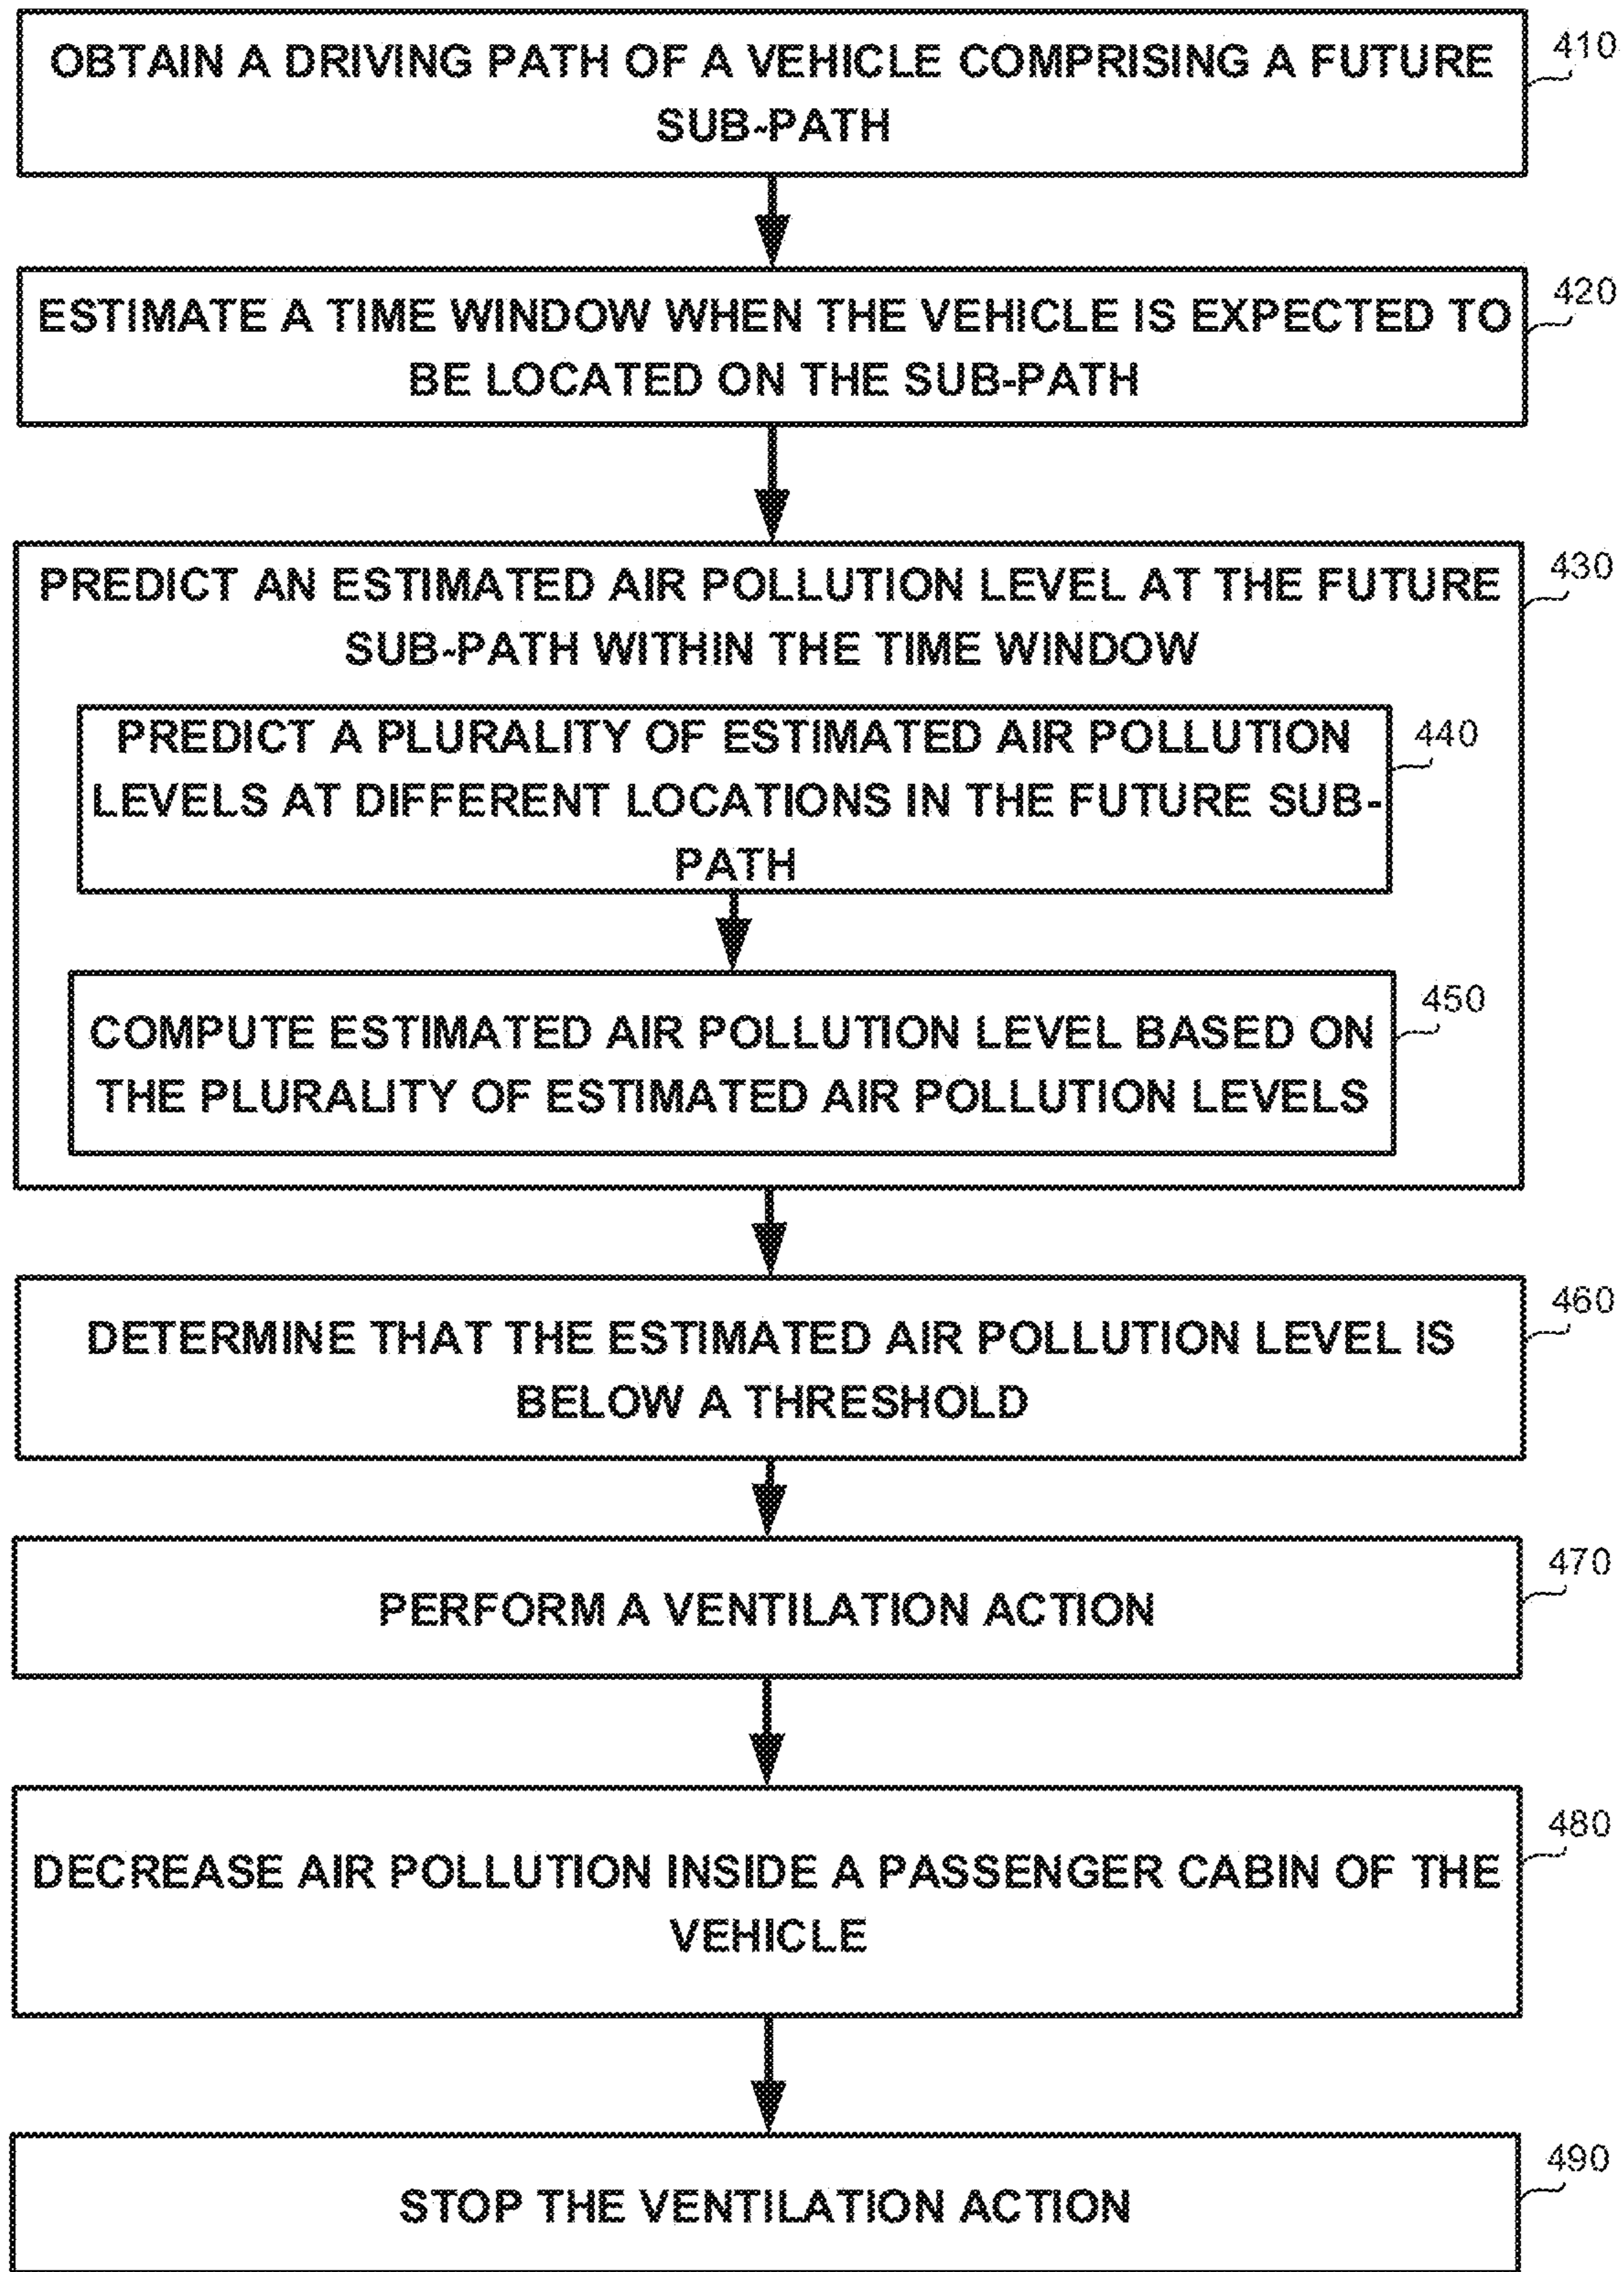 OBTAIN A DRIVING PATH OF A VEHICLE COMPRISING A FUTURE
SUB-PATH
410
ESTIMATE A TIME WINDOW WHEN THE VEHICLE IS EXPECTED TO
BE LOCATED ON THE SUB-PATH
420
PREDICT AN ESTIMATED AIR POLLUTION LEVEL AT THE FUTURE
SUB-PATH WITHIN THE TIME WINDOW
430
PREDICT A PLURALITY OF ESTIMATED AIR POLLUTION
LEVELS AT DIFFERENT LOCATIONS IN THE FUTURE SUB-
PATH
440
COMPUTE ESTIMATED AIR POLLUTION LEVEL BASED ON
THE PLURALITY OF ESTIMATED AIR POLLUTION LEVELS
450
DETERMINE THAT THE ESTIMATED AIR POLLUTION LEVEL IS
BELOW A THRESHOLD
460
PERFORM A VENTILATION ACTION
470
DECREASE AIR POLLUTION INSIDE A PASSENGER CABIN OF THE
VEHICLE
480
STOP THE VENTILATION ACTION
490